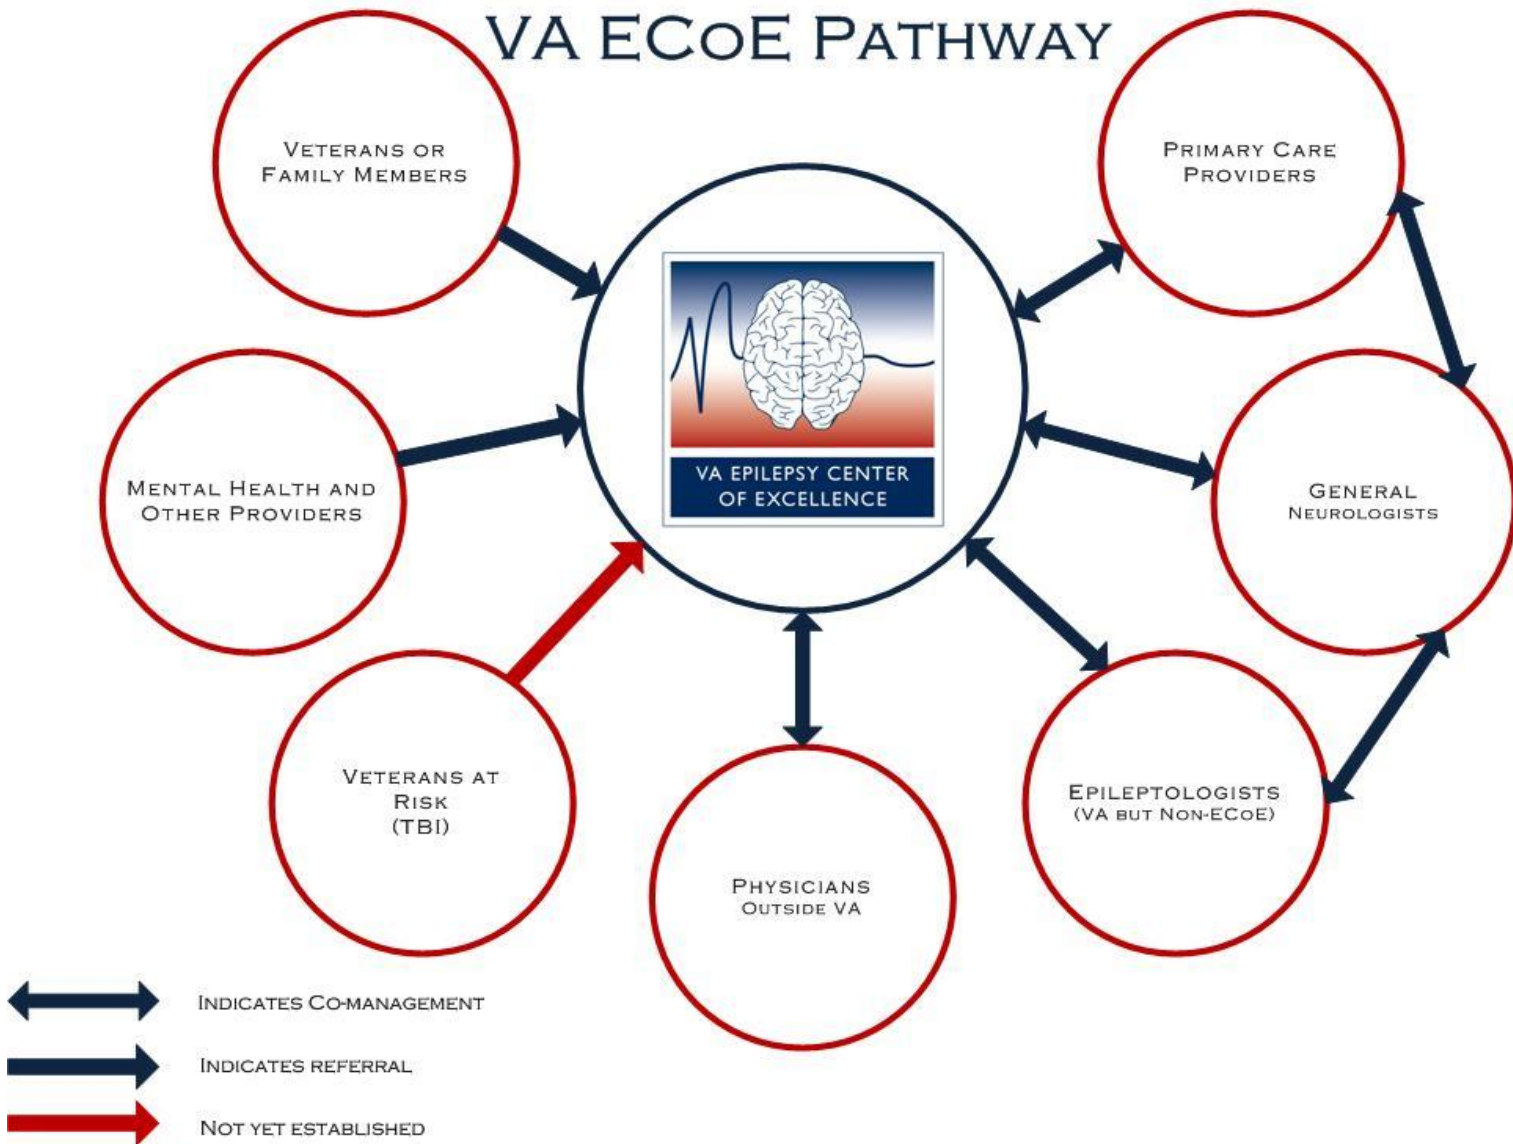 VA ECoE Pathway
Veterans or
Family Members
Primary Care
Providers
VA EPILEPSY CENTER
OF EXCELLENCE
Mental Health and
Other Providers
General
Neurologists
Veterans at
Risk
(TBI)
Epileptologists
(VA but Non-ECoE)
Physicians
Outside VA
Indicates Co-management
Indicates referral
Not yet established